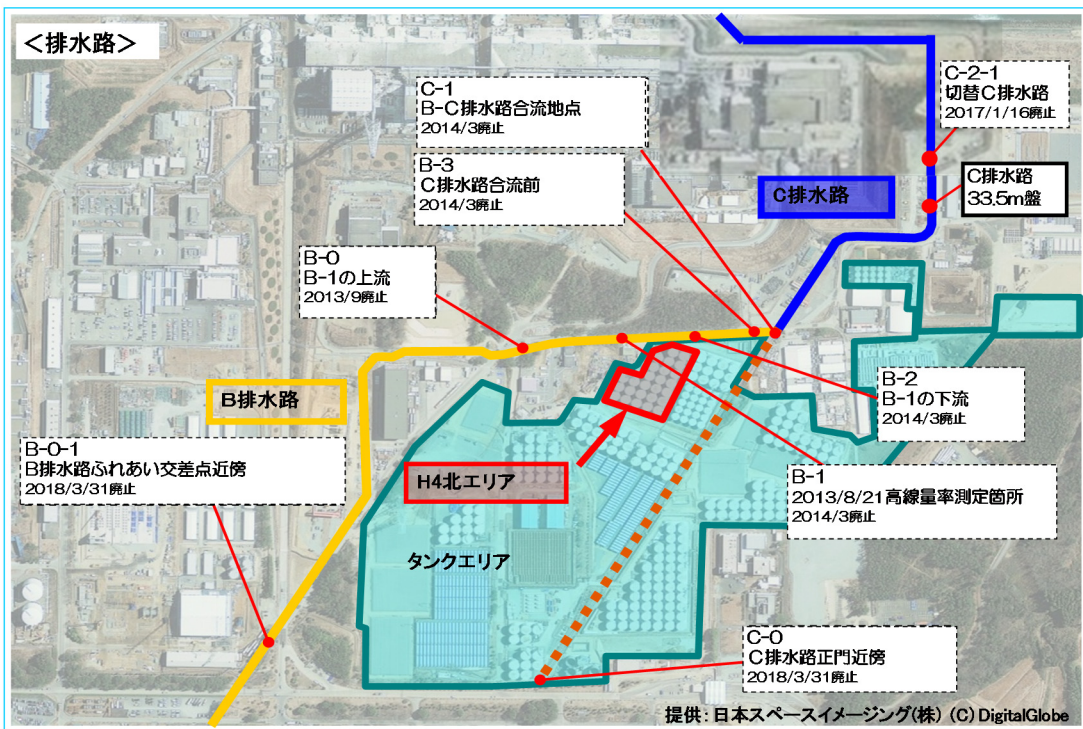 <排水路>
C-1
B-C排水路合流地点
2014/3廃止
B-3
C排水路合流前
2014/3廃止
C-2-1
切替C排水路
2017/1/16廃止
C排水路
33.5m盤
C排水路
B-0
B-1の上流
2013/9廃止
B排水路
B-2
B-1の下流
2014/3廃止
B-0-1
B排水路ふれあい交差点近傍
2018/3/31廃止
H4北エリア
B-1
2013/8/21高線量率測定箇所
2014/3廃止
タンクエリア
C-0
C排水路正門近傍
2018/3/31廃止
提供:日本スペースイメージング(株) (C)DigitalGlobe